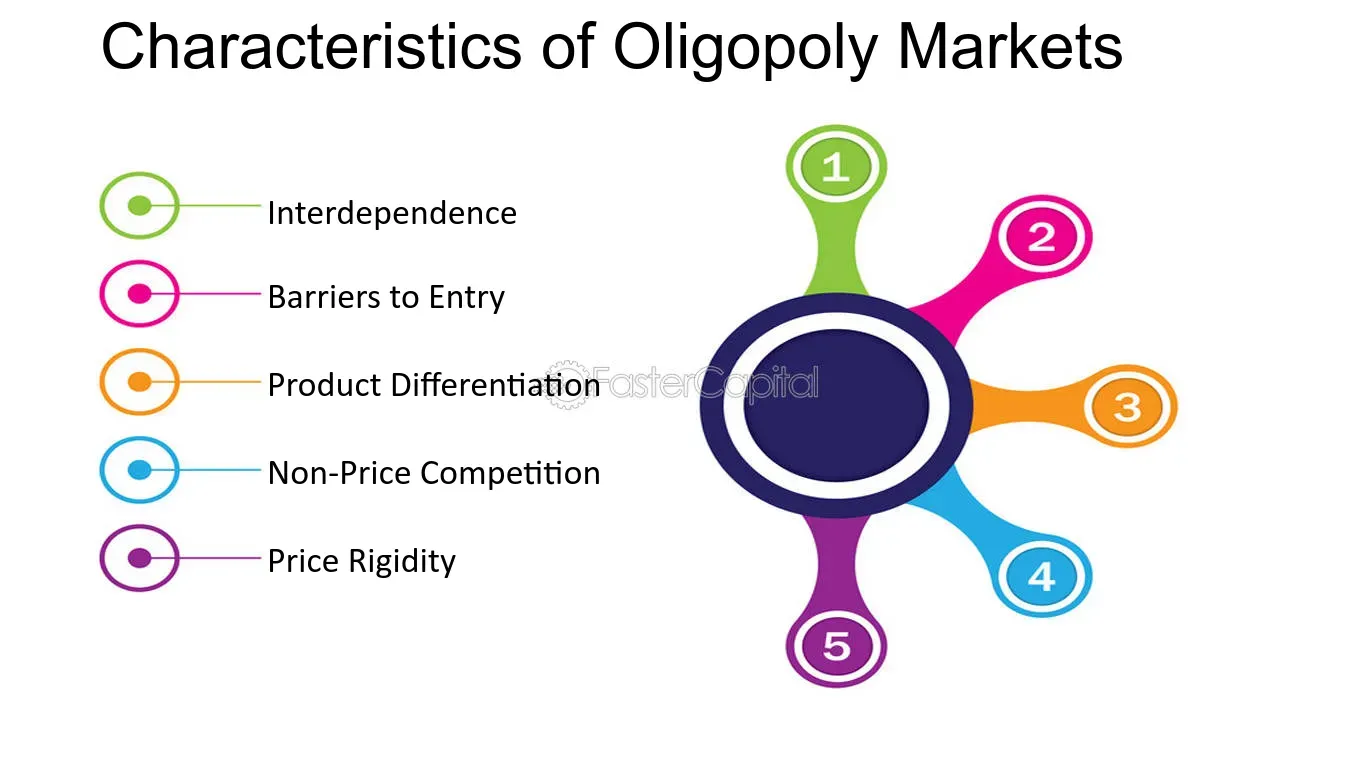 Characteristics of Oligopoly Markets
Interdependence
Barriers to Entry
Product Differentiation
Non-Price Competition
Price Rigidity
FasterCapital
1
2
3
4
5